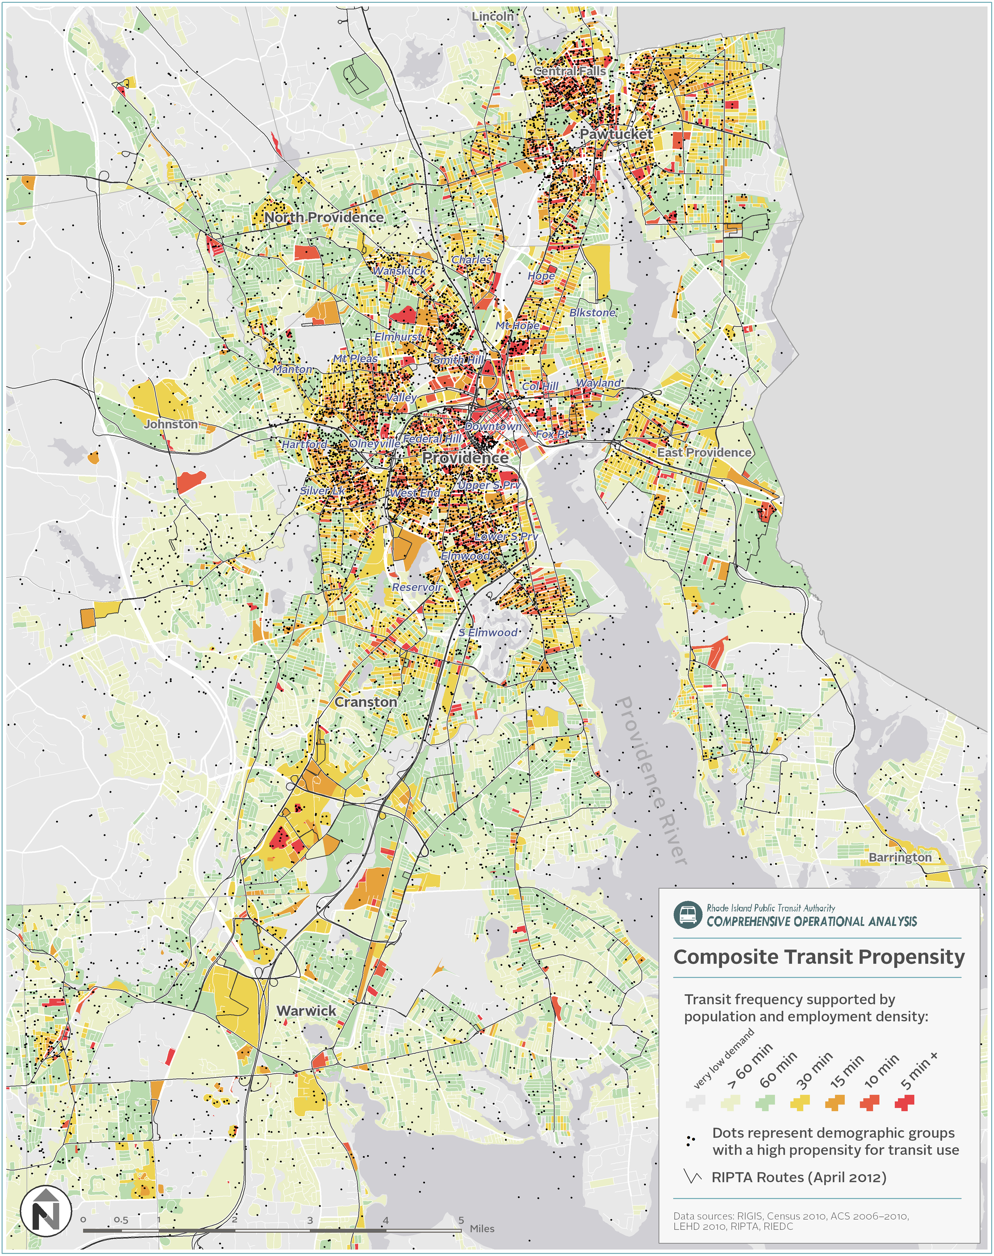 Lincoln
Central Falls
Pawtucket
North Providence
Charles
Wanskuck
Hope
Blkstone
Mt Hope
Elmhurst
Mt Pleas
Smith Hill
Manton
Col Hill
Wayland
Valley
Johnston
Downtown
Fox Pt
Hartford
Olneyville
Federal Hill
Providence
East Providence
Silver Lk
West End
Upper S Prv
Lower S Prv
Elmwood
Reservoir
S Elmwood
Cranston
Providence River
Barrington
Warwick
Rhode Island Public Transit Authority
COMPREHENSIVE OPERATIONAL ANALYSIS
Composite Transit Propensity
Transit frequency supported by
population and employment density:
very low demand
> 60 min
60 min
30 min
15 min
10 min
5 min +
Dots represent demographic groups
with a high propensity for transit use
RIPTA Routes (April 2012)
Data sources: RIGIS, Census 2010, ACS 2006–2010,
LEHD 2010, RIPTA, RIEDC
N
0 0.5 1 2 3 4 5
Miles